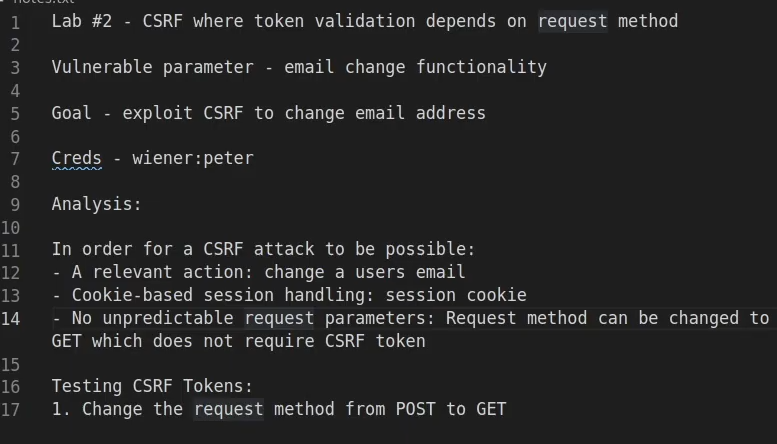 notes.txt
1 Lab #2 - CSRF where token validation depends on request method
2
3 Vulnerable parameter - email change functionality
4
5 Goal - exploit CSRF to change email address
6
7 Creds - wiener:peter
8
9 Analysis:
10
11 In order for a CSRF attack to be possible:
12 - A relevant action: change a users email
13 - Cookie-based session handling: session cookie
14 - No unpredictable request parameters: Request method can be changed to
GET which does not require CSRF token
15
16 Testing CSRF Tokens:
17 1. Change the request method from POST to GET